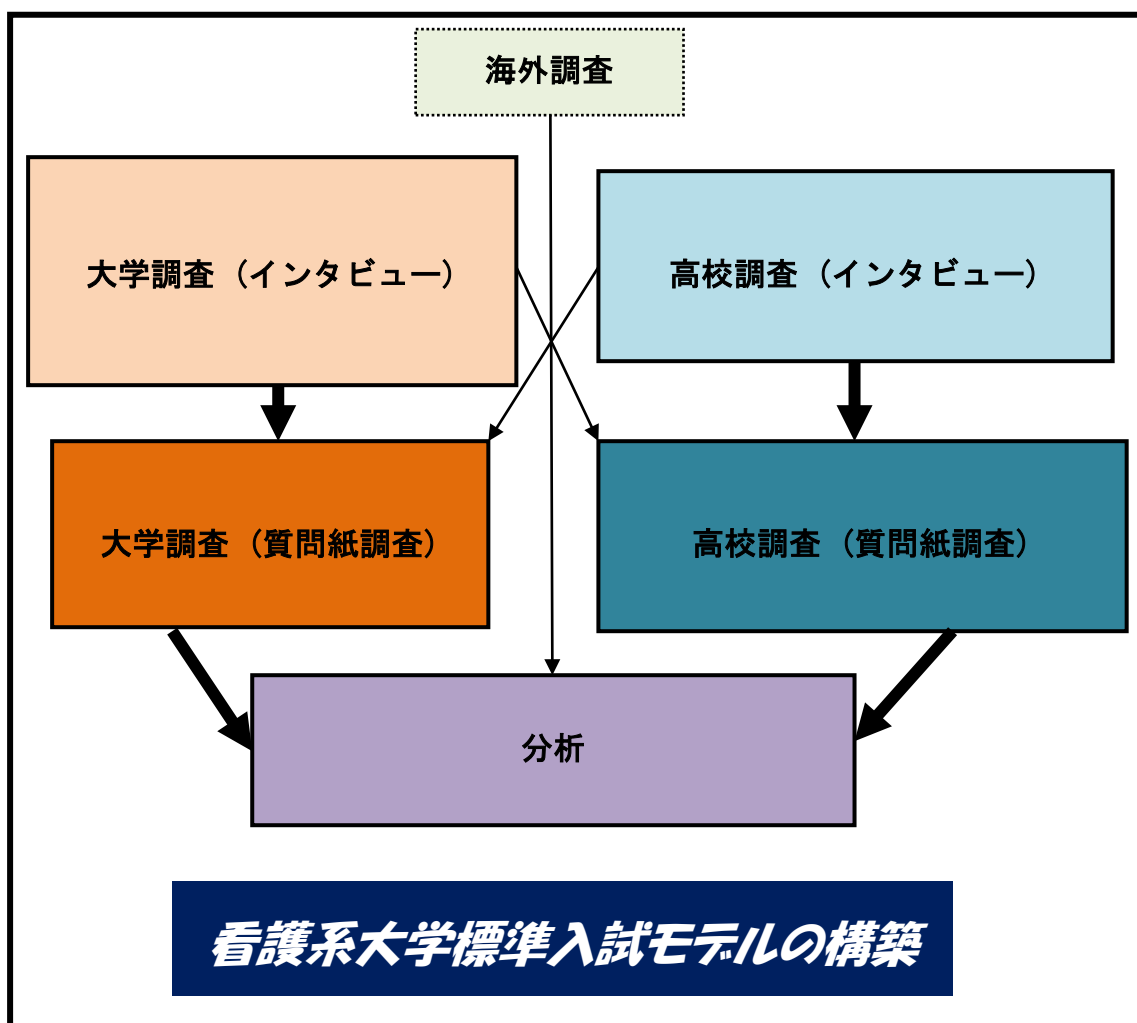 海外調査
大学調査（インタビュー）
高校調査（インタビュー）
大学調査（質問紙調査）
高校調査（質問紙調査）
分析
看護系大学標準入試モデルの構築